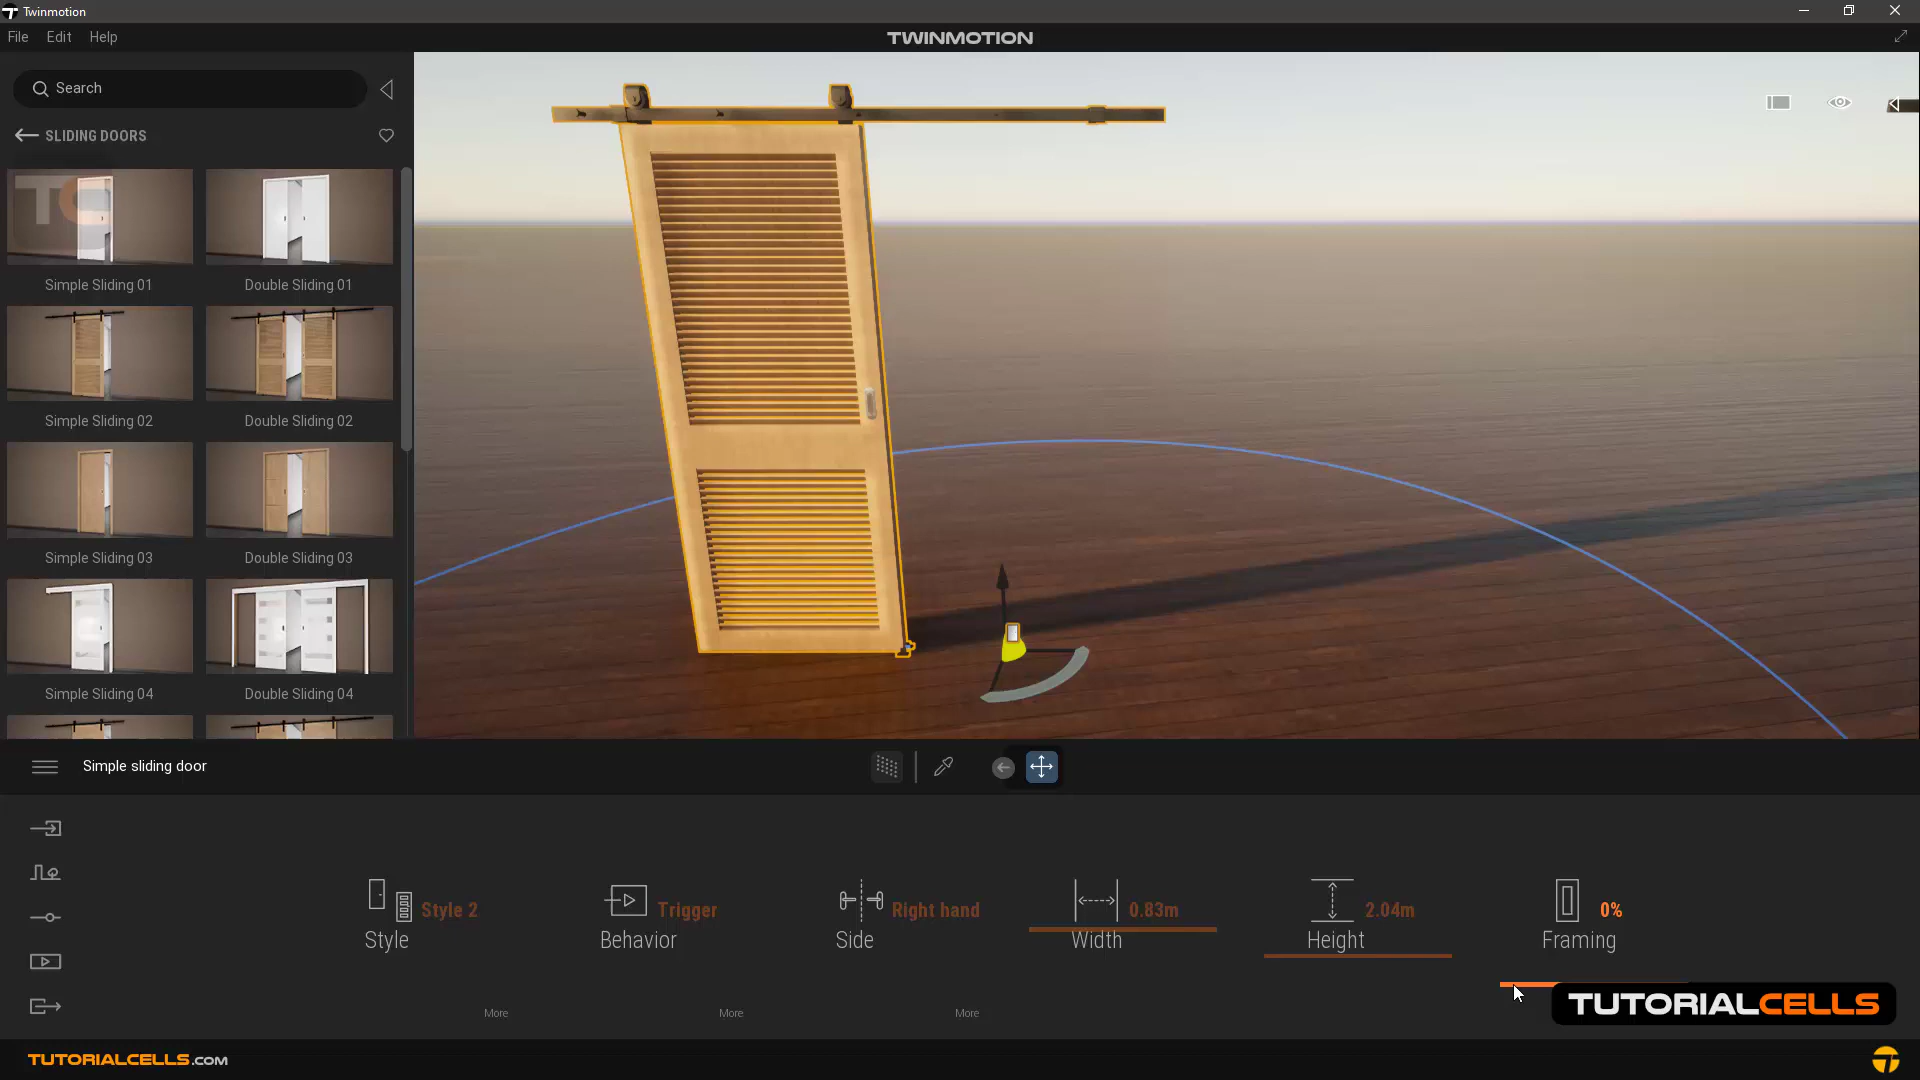 Twinmotion
File Edit Help
TWINMOTION
Search
SLIDING DOORS
TC
Simple Sliding 01
Double Sliding 01
Simple Sliding 02
Double Sliding 02
Simple Sliding 03
Double Sliding 03
Simple Sliding 04
Double Sliding 04
Simple sliding door
Style 2
Style
More
Trigger
Behavior
More
Right hand
Side
More
0.83m
Width
2.04m
Height
0%
Framing
TUTORIALCELLS
TUTORIALCELLS.COM